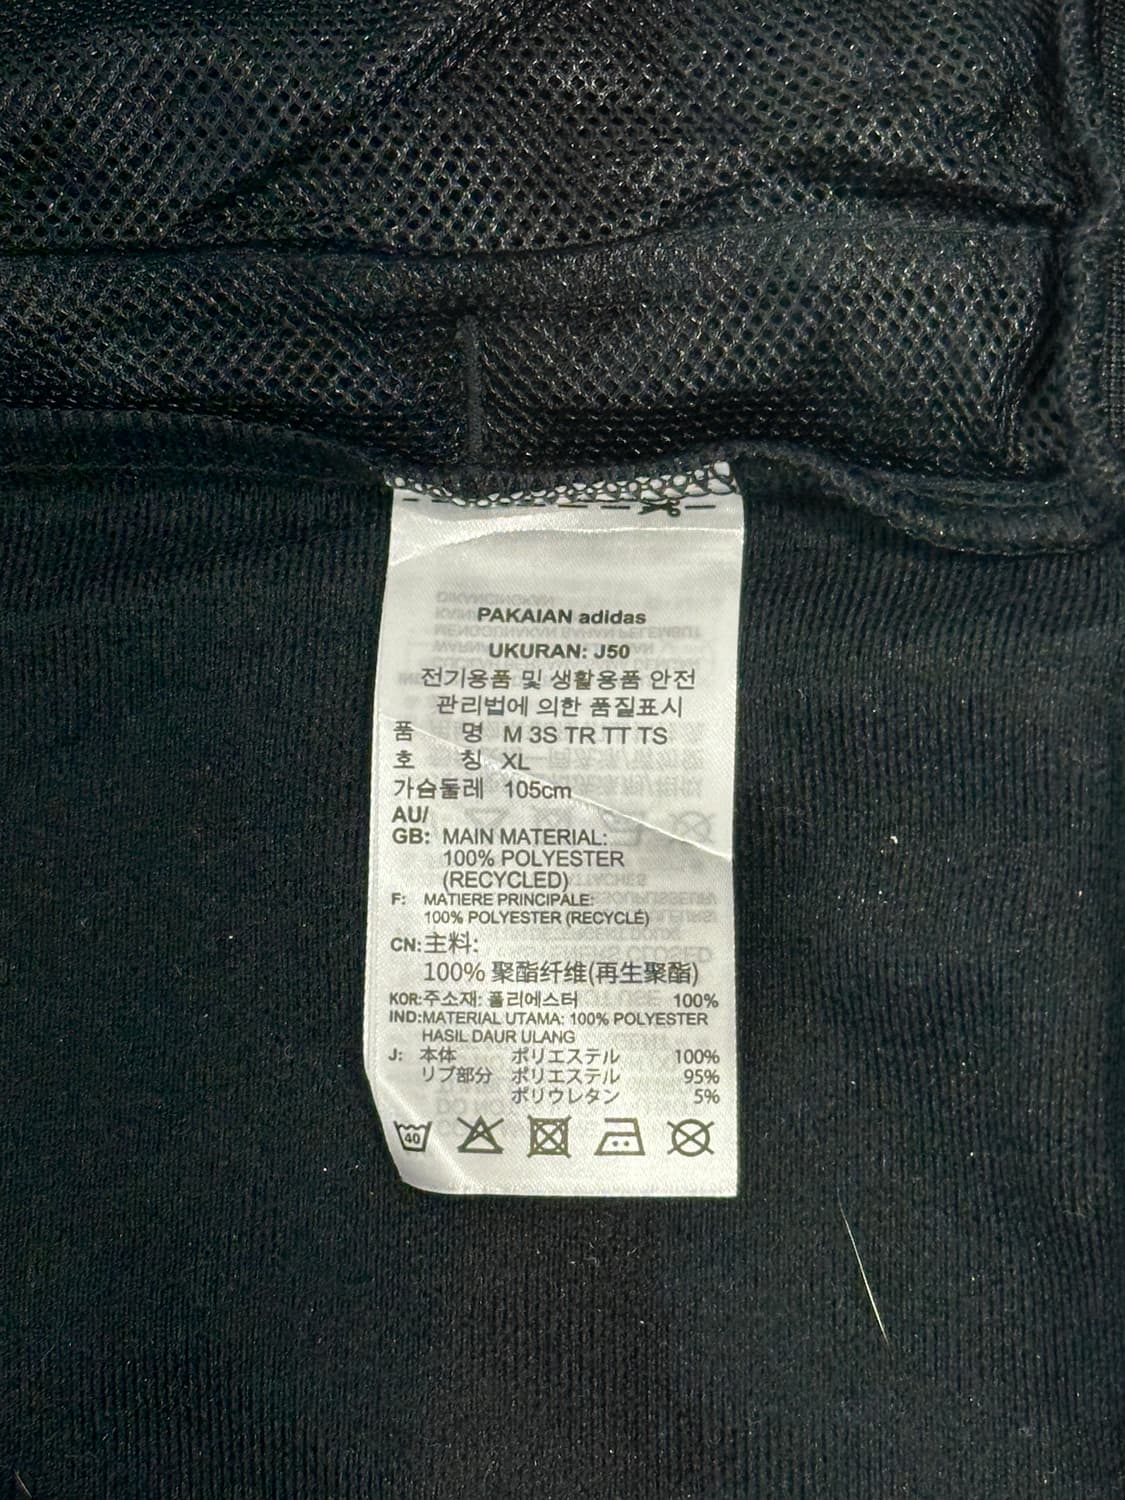 PAKAIAN adidas
UKURAN: J50
전기용품 및 생활용품 안전
관리법에 의한 품질표시
품 명 M 3S TR TT TS
호 칭 XL
가슴둘레 105cm
AU/
GB: MAIN MATERIAL:
100% POLYESTER
(RECYCLED)
F: MATIERE PRINCIPALE:
100% POLYESTER (RECYCLÉ)
CN: 主料:
100% 聚酯纤维(再生聚酯)
KOR: 주소재: 폴리에스터 100%
IND: MATERIAL UTAMA: 100% POLYESTER
HASIL DAUR ULANG
J: 本体 ポリエステル 100%
リブ部分 ポリエステル 95%
ポリウレタン 5%
40